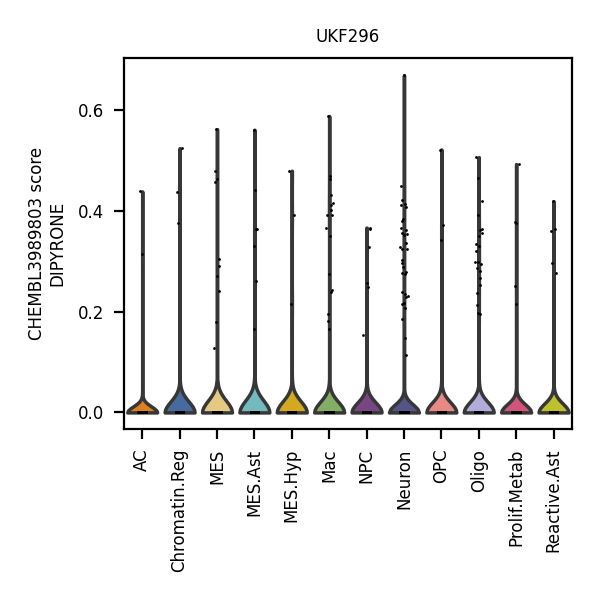 UKF296
CHEMBL3989803 score
DIPYRONE
0.6
0.4
0.2
0.0
AC
Chromatin.Reg
MES
MES.Ast
MES.Hyp
Mac
NPC
Neuron
OPC
Oligo
Prolif.Metab
Reactive.Ast